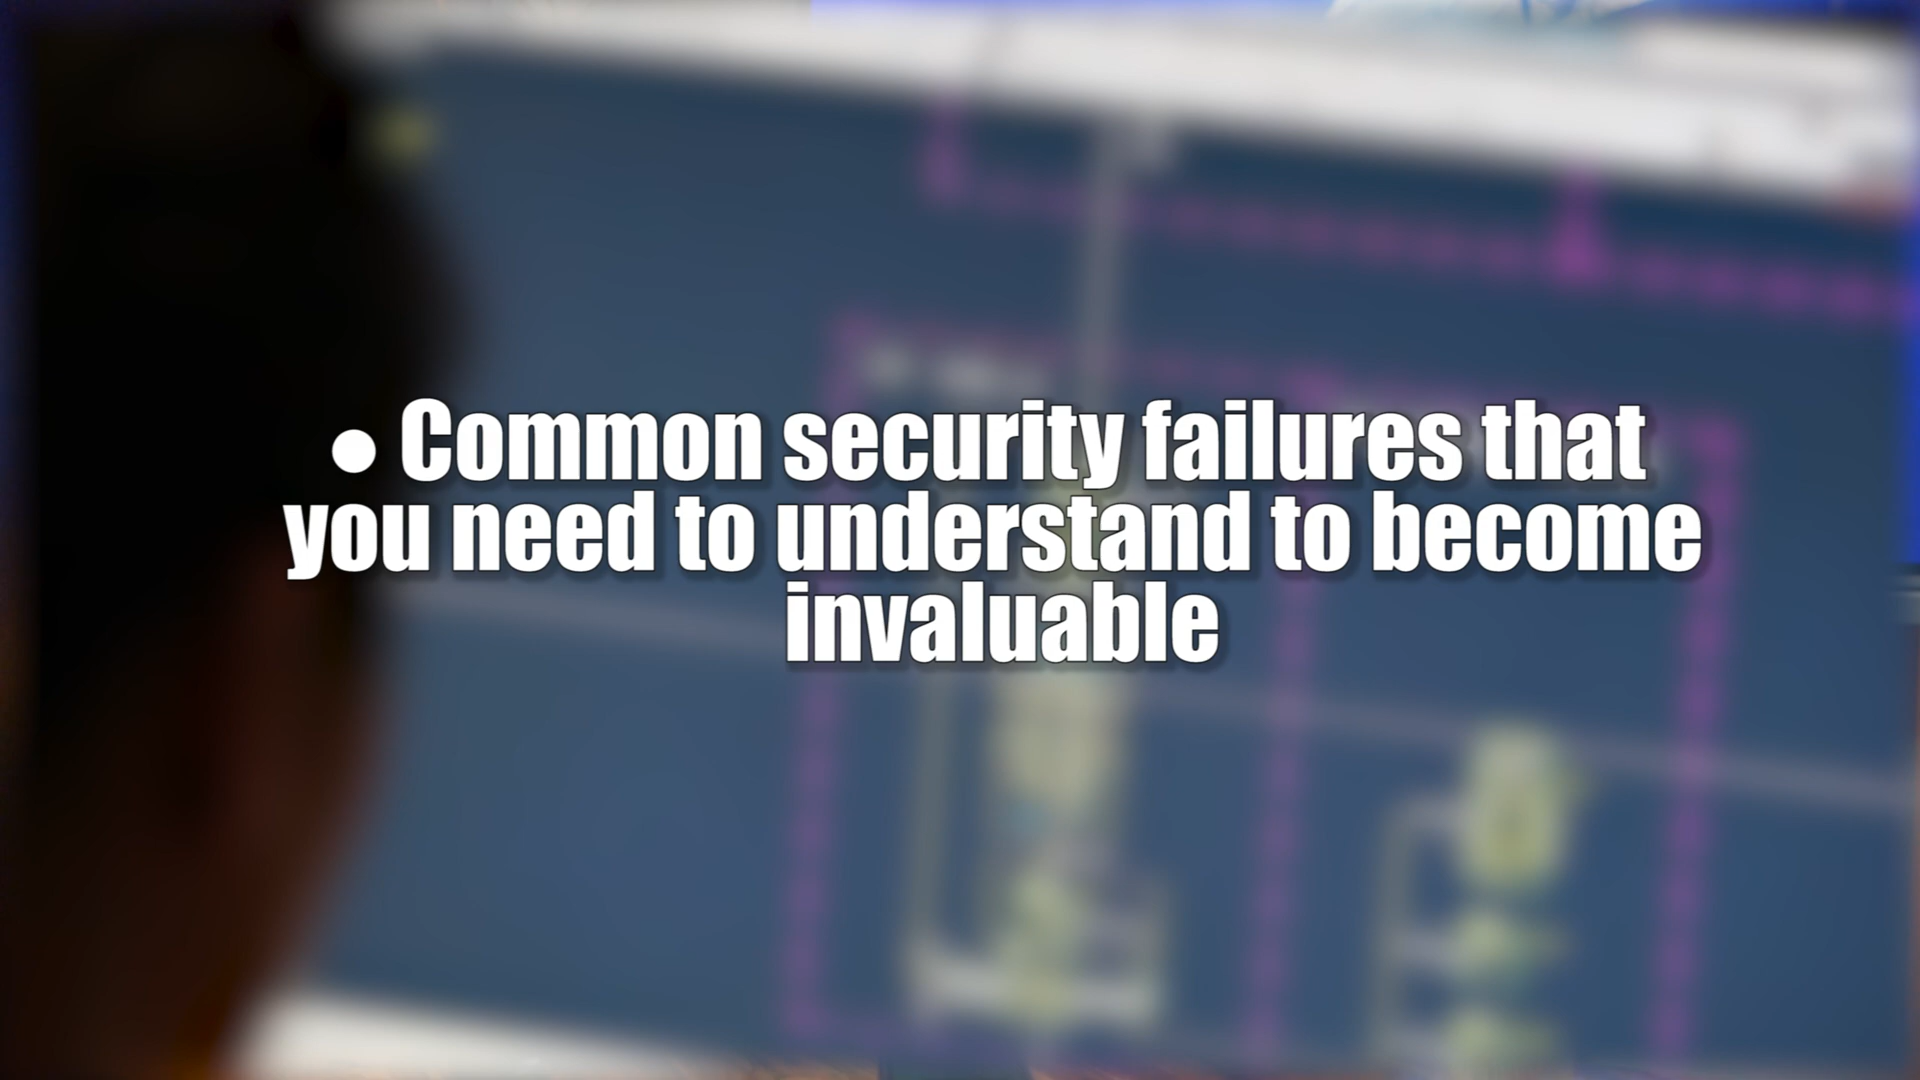 ● Common security failures that
you need to understand to become
invaluable